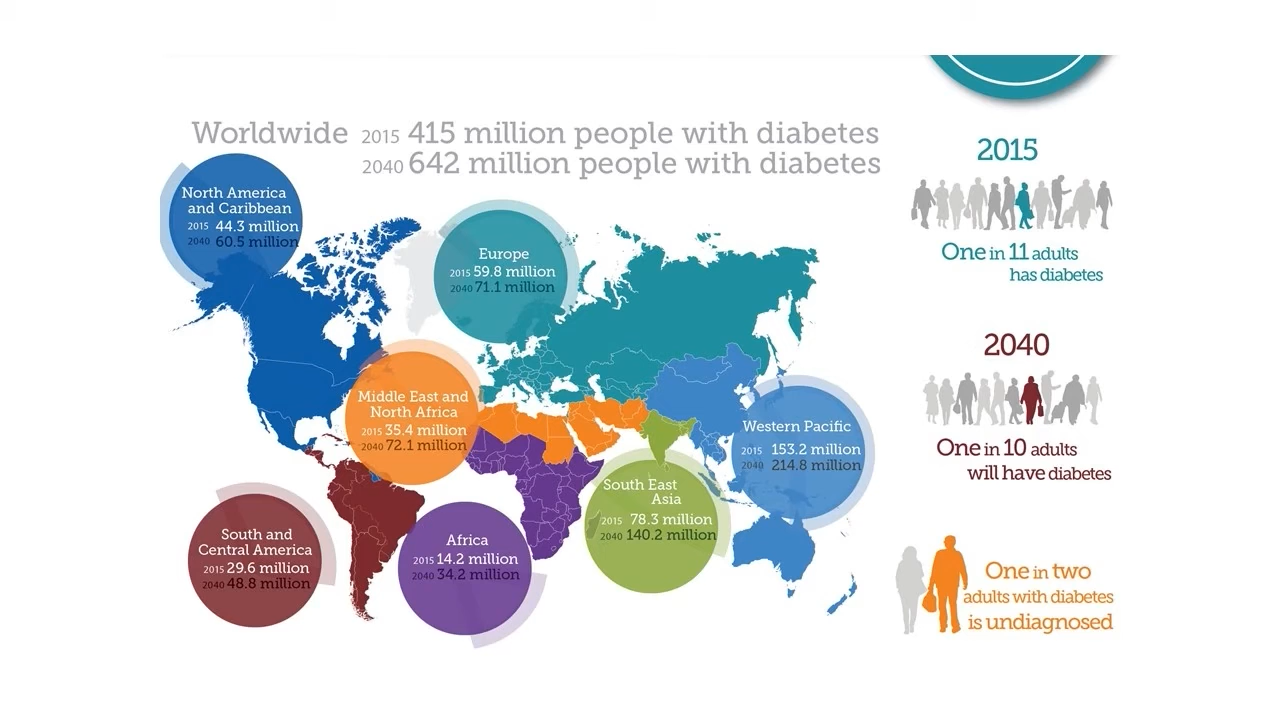 Worldwide 2015 415 million people with diabetes
2040 642 million people with diabetes
North America
and Caribbean
2015 44.3 million
2040 60.5 million
Europe
2015 59.8 million
2040 71.1 million
Middle East and
North Africa
2015 35.4 million
2040 72.1 million
Western Pacific
2015 153.2 million
2040 214.8 million
South East
Asia
2015 78.3 million
2040 140.2 million
South and
Central America
2015 29.6 million
2040 48.8 million
Africa
2015 14.2 million
2040 34.2 million
2015
One in 11 adults
has diabetes
2040
One in 10 adults
will have diabetes
One in two
adults with diabetes
is undiagnosed